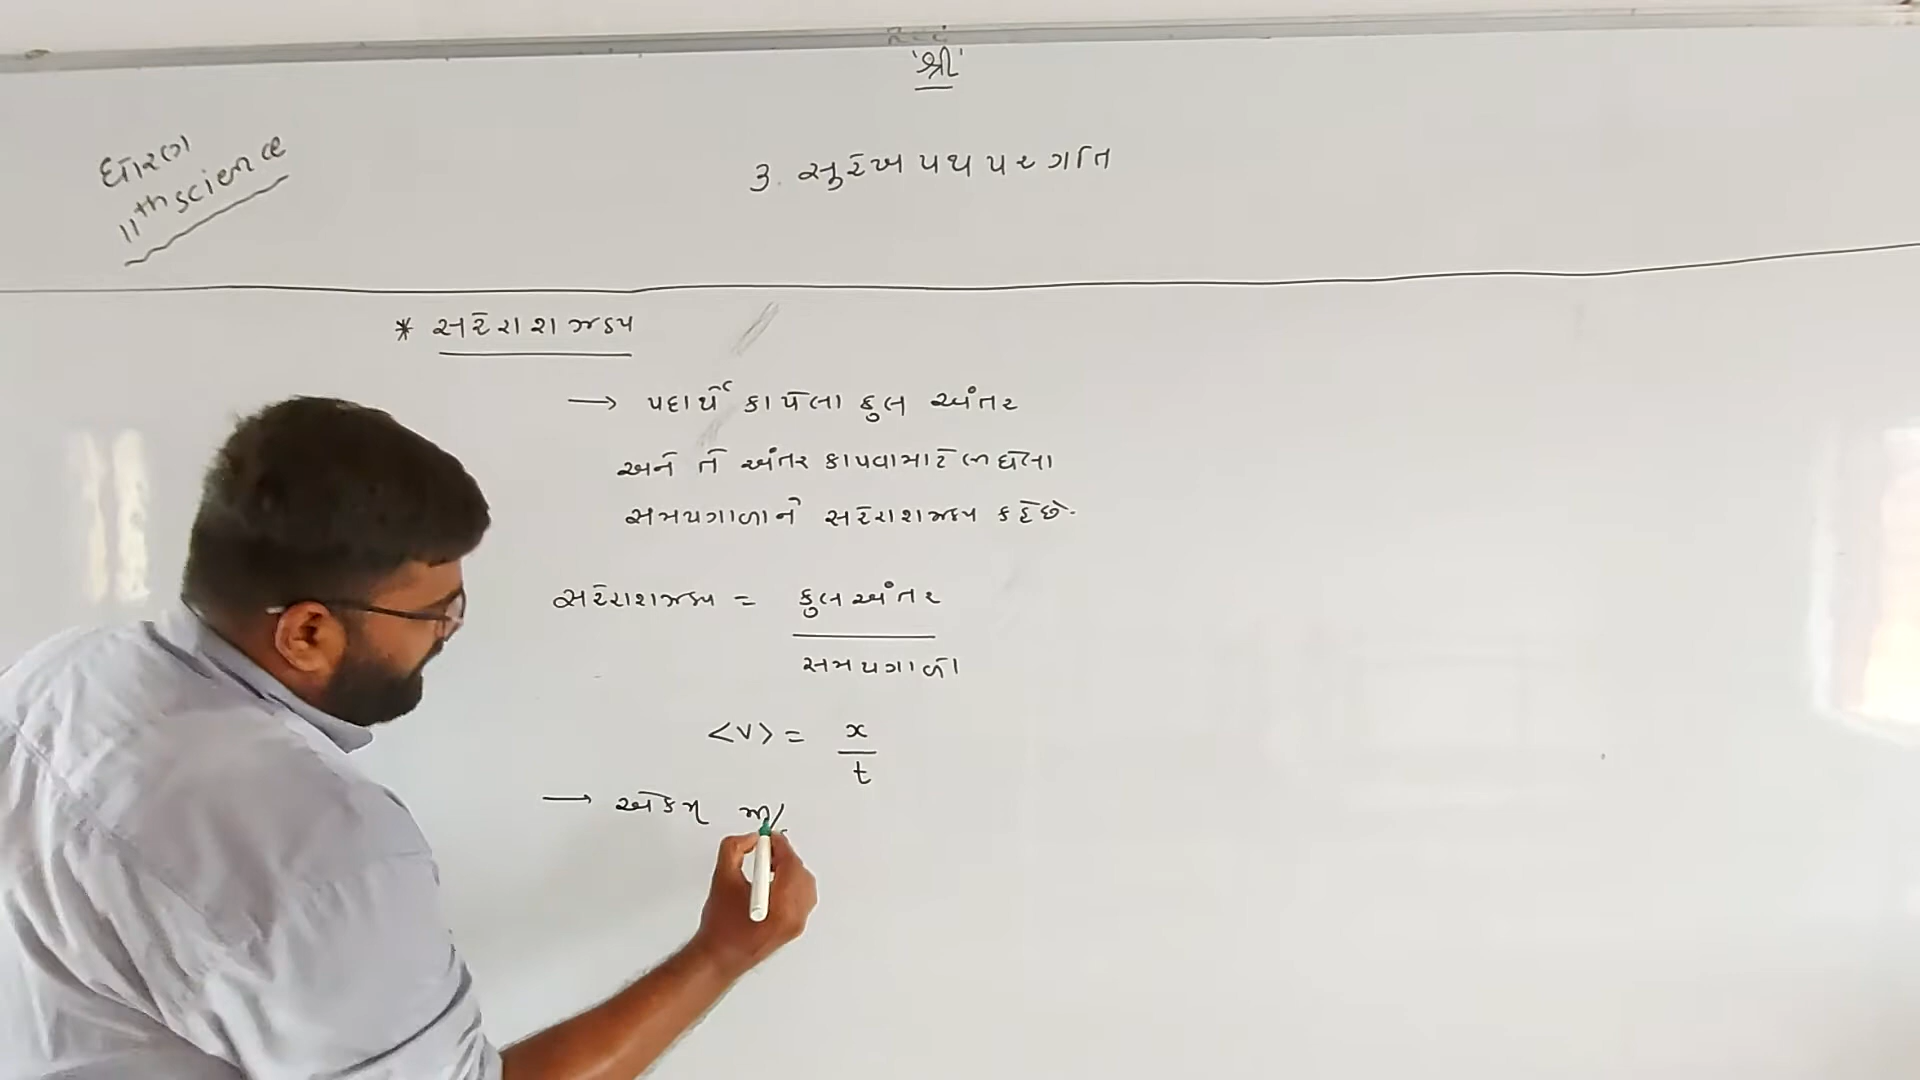 'શ્રી'
ધોરણ
11th science
3. સુરેખ પથ પર ગતિ
* સરેરાશ ઝડપ
→ પદાર્થે કાપેલા કુલ અંતર
અને તે અંતર કાપવા માટે લીધેલા
સમયગાળાને સરેરાશ ઝડપ કહે છે.
સરેરાશ ઝડપ = કુલ અંતર
સમયગાળો
<v> = x
t
→ એકમ m/